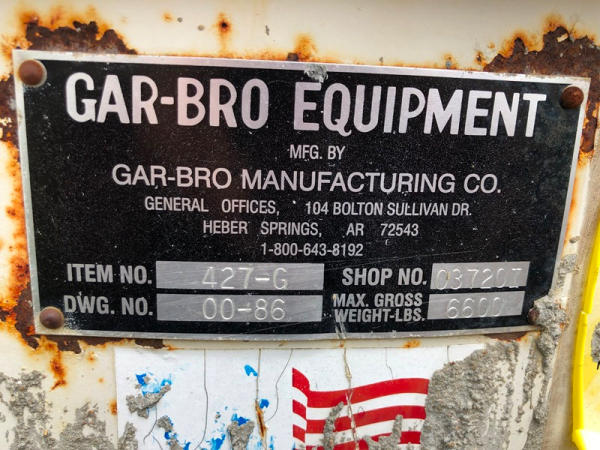 GAR-BRO EQUIPMENT
MFG. BY
GAR-BRO MANUFACTURING CO.
GENERAL OFFICES, 104 BOLTON SULLIVAN DR.
HEBER SPRINGS, AR 72543
1-800-643-8192
ITEM NO. 427-G SHOP NO.
DWG. NO. 00-86 MAX. GROSS WEIGHT-LBS. 6600